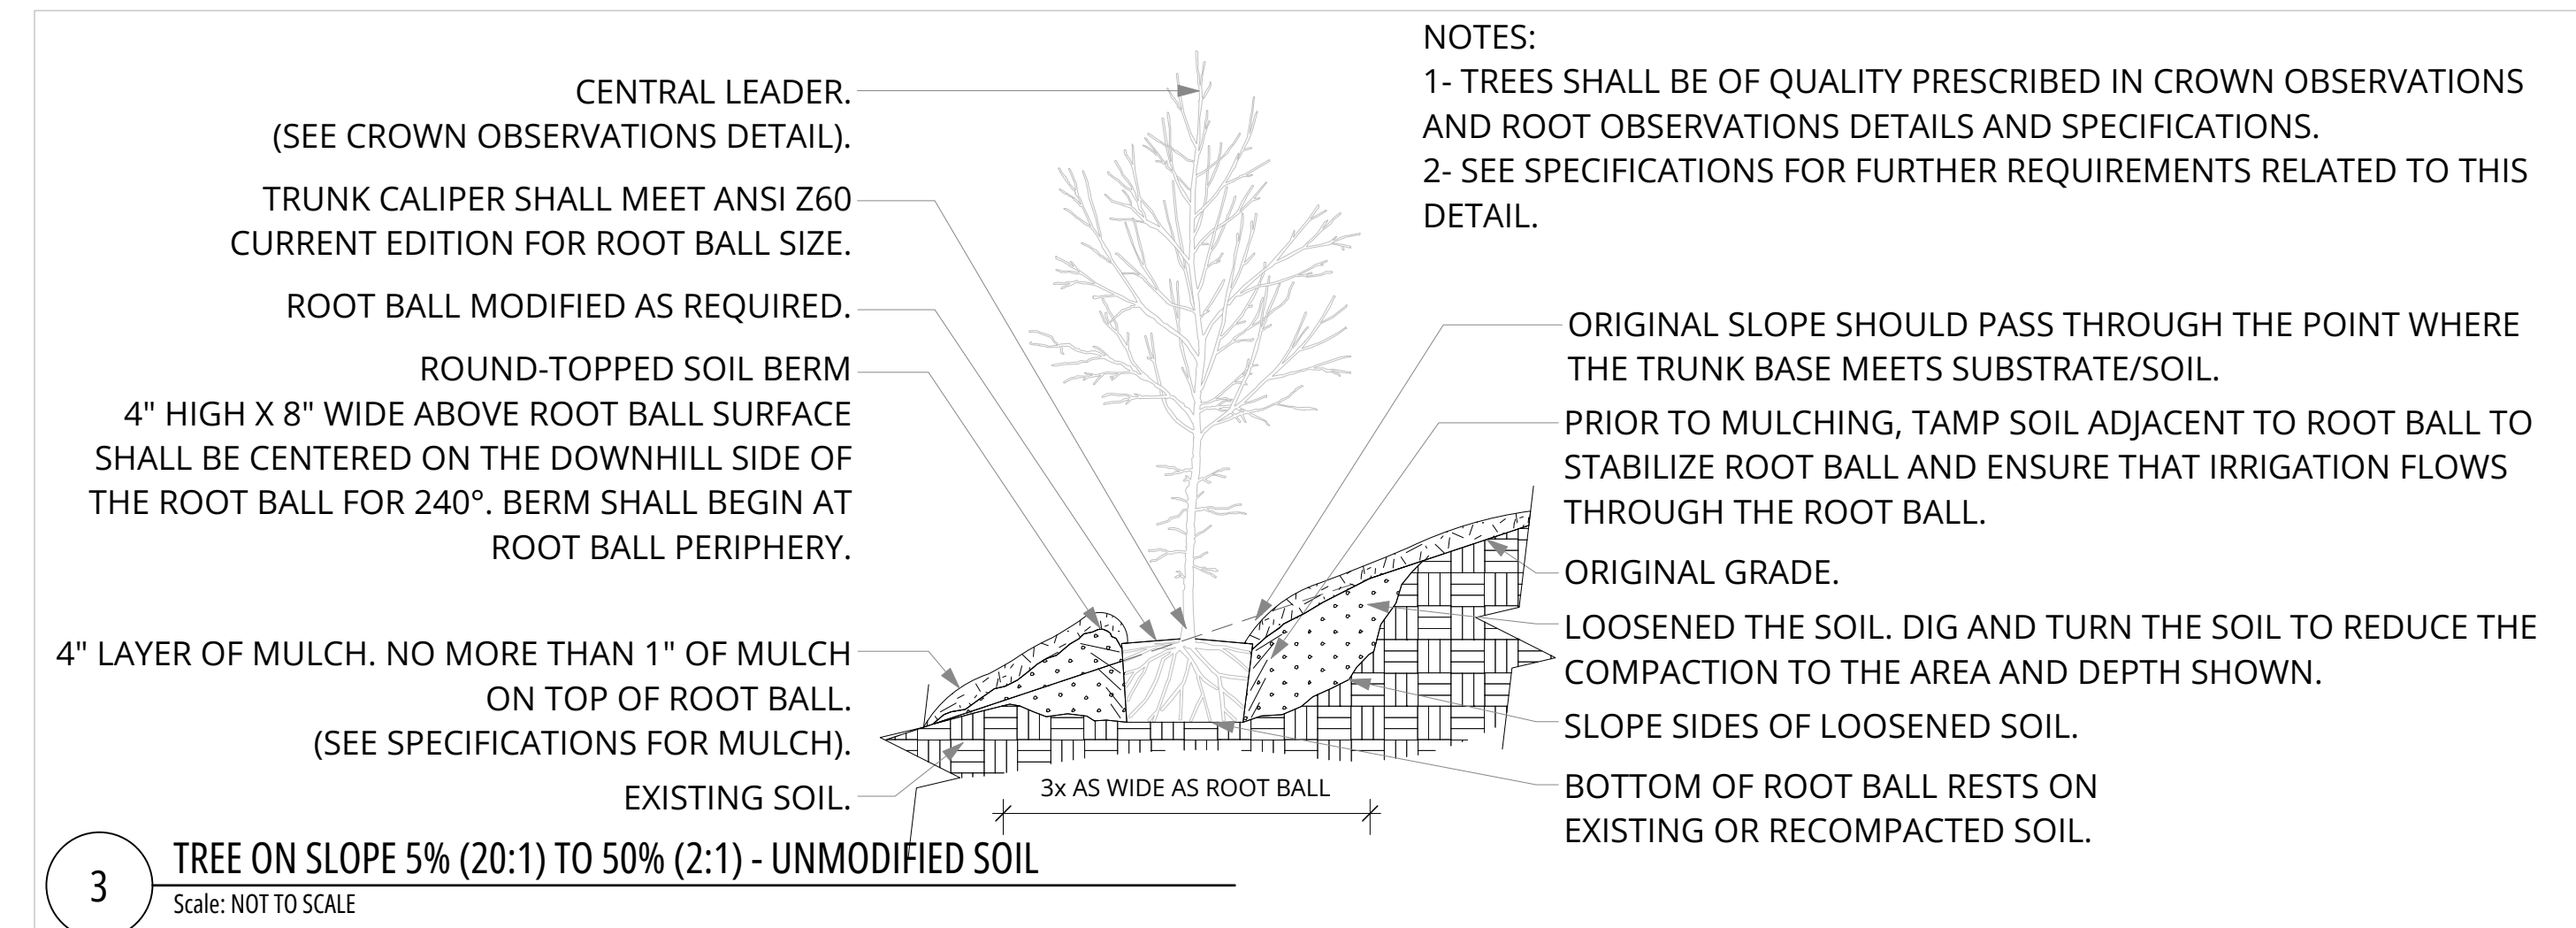 CENTRAL LEADER.
(SEE CROWN OBSERVATIONS DETAIL).
TRUNK CALIPER SHALL MEET ANSI Z60
CURRENT EDITION FOR ROOT BALL SIZE.
ROOT BALL MODIFIED AS REQUIRED.
ROUND-TOPPED SOIL BERM
4" HIGH X 8" WIDE ABOVE ROOT BALL SURFACE
SHALL BE CENTERED ON THE DOWNHILL SIDE OF
THE ROOT BALL FOR 240°. BERM SHALL BEGIN AT
ROOT BALL PERIPHERY.
4" LAYER OF MULCH. NO MORE THAN 1" OF MULCH
ON TOP OF ROOT BALL.
(SEE SPECIFICATIONS FOR MULCH).
EXISTING SOIL.
NOTES:
1- TREES SHALL BE OF QUALITY PRESCRIBED IN CROWN OBSERVATIONS
AND ROOT OBSERVATIONS DETAILS AND SPECIFICATIONS.
2- SEE SPECIFICATIONS FOR FURTHER REQUIREMENTS RELATED TO THIS
DETAIL.
ORIGINAL SLOPE SHOULD PASS THROUGH THE POINT WHERE
THE TRUNK BASE MEETS SUBSTRATE/SOIL.
PRIOR TO MULCHING, TAMP SOIL ADJACENT TO ROOT BALL TO
STABILIZE ROOT BALL AND ENSURE THAT IRRIGATION FLOWS
THROUGH THE ROOT BALL.
ORIGINAL GRADE.
LOOSENED THE SOIL. DIG AND TURN THE SOIL TO REDUCE THE
COMPACTION TO THE AREA AND DEPTH SHOWN.
SLOPE SIDES OF LOOSENED SOIL.
BOTTOM OF ROOT BALL RESTS ON
EXISTING OR RECOMPACTED SOIL.
3x AS WIDE AS ROOT BALL
3
TREE ON SLOPE 5% (20:1) TO 50% (2:1) - UNMODIFIED SOIL
Scale: NOT TO SCALE